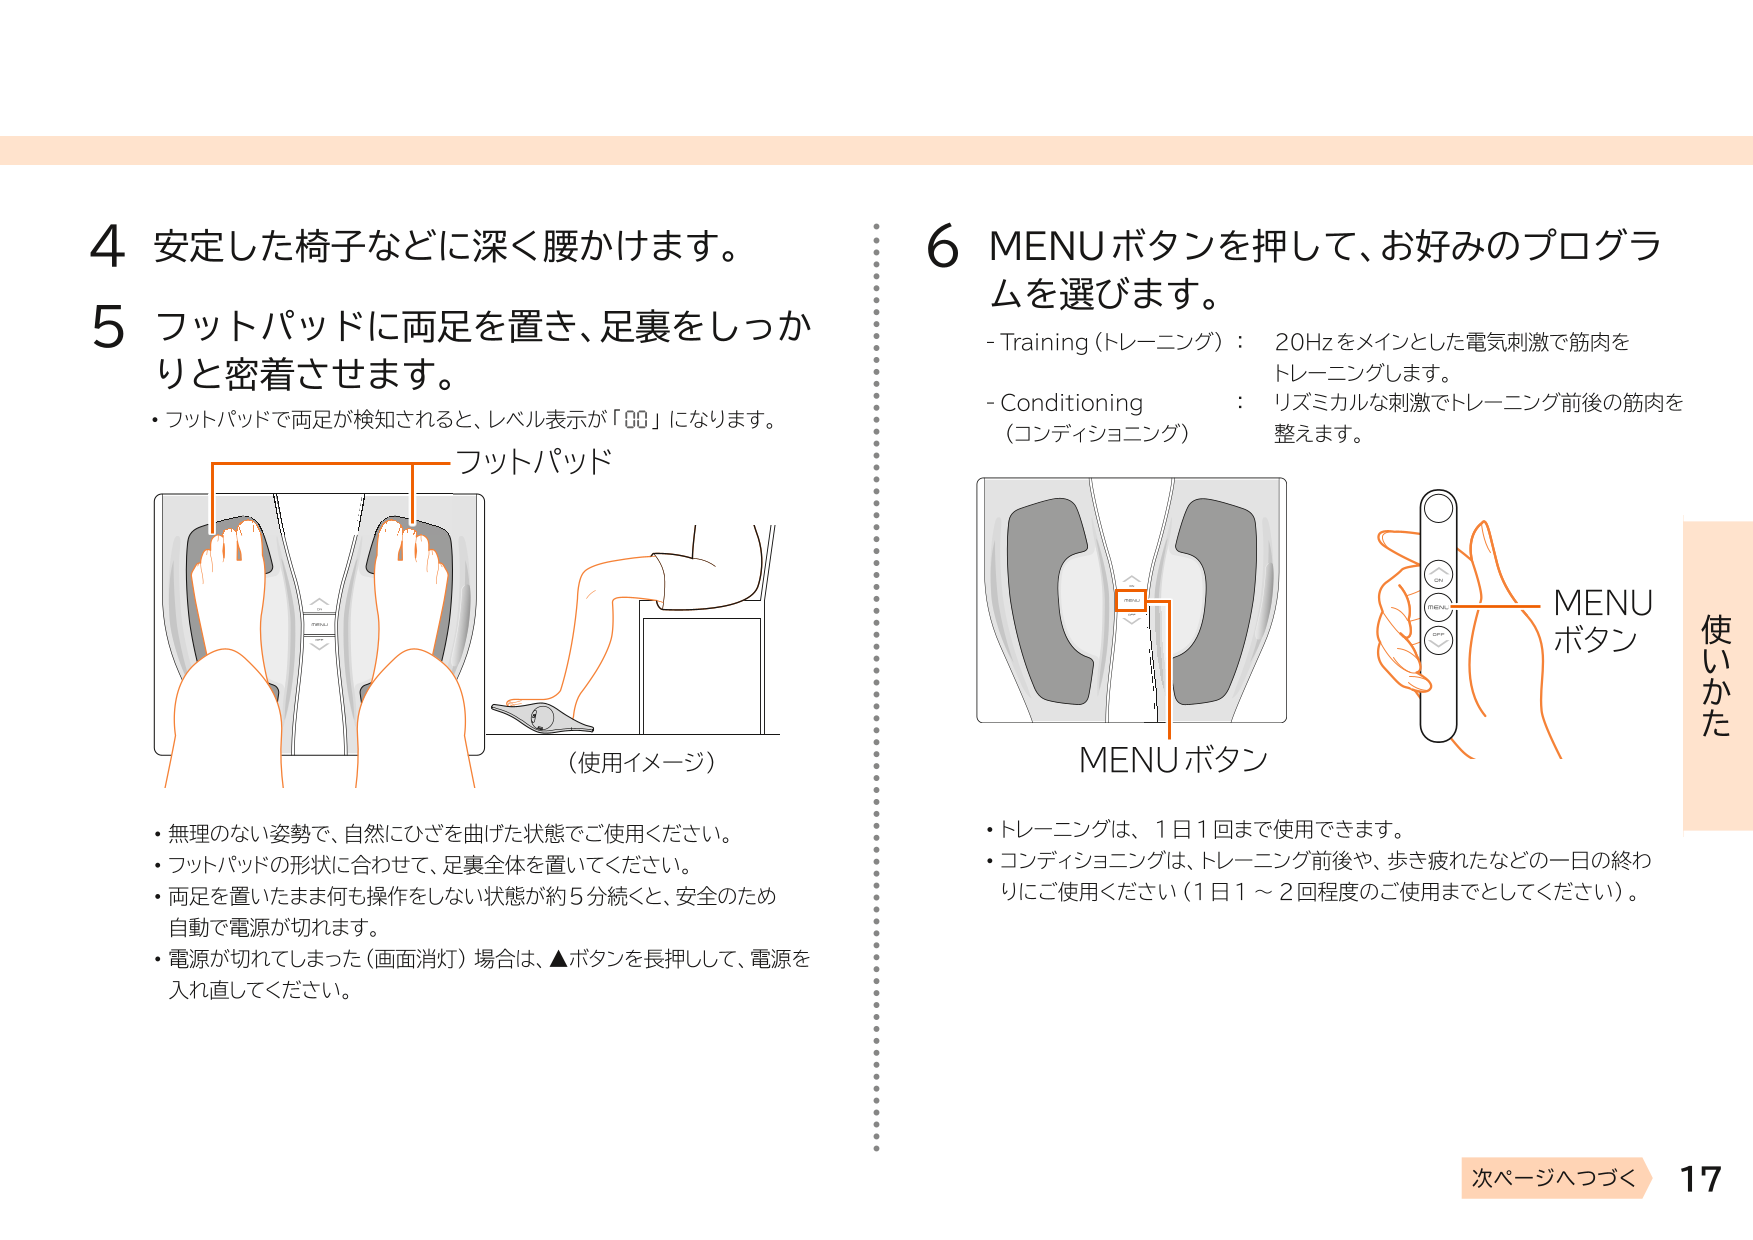 4 安定した椅子などに深く腰かけます。
5 フットパッドに両足を置き、足裏をしっか
りと密着させます。
・フットパッドで両足が検知されると、レベル表示が「00」になります。
フットパッド
ON
MENU
OFF
（使用イメージ）
・無理のない姿勢で、自然にひざを曲げた状態でご使用ください。
・フットパッドの形状に合わせて、足裏全体を置いてください。
・両足を置いたまま何も操作をしない状態が約5分続くと、安全のため
自動で電源が切れます。
・電源が切れてしまった（画面消灯）場合は、▲ボタンを長押しして、電源を
入れ直してください。
6 MENUボタンを押して、お好みのプログラ
ムを選びます。
- Training（トレーニング）： 20Hzをメインとした電気刺激で筋肉を
トレーニングします。
- Conditioning ： リズミカルな刺激でトレーニング前後の筋肉を
（コンディショニング） 整えます。
MENU
ON
MENU
OFF
MENU
ボタン
MENUボタン
・トレーニングは、1日1回まで使用できます。
・コンディショニングは、トレーニング前後や、歩き疲れたなどの一日の終わ
りにご使用ください（1日1～2回程度のご使用までとしてください）。
使いかた
次ページへつづく
17